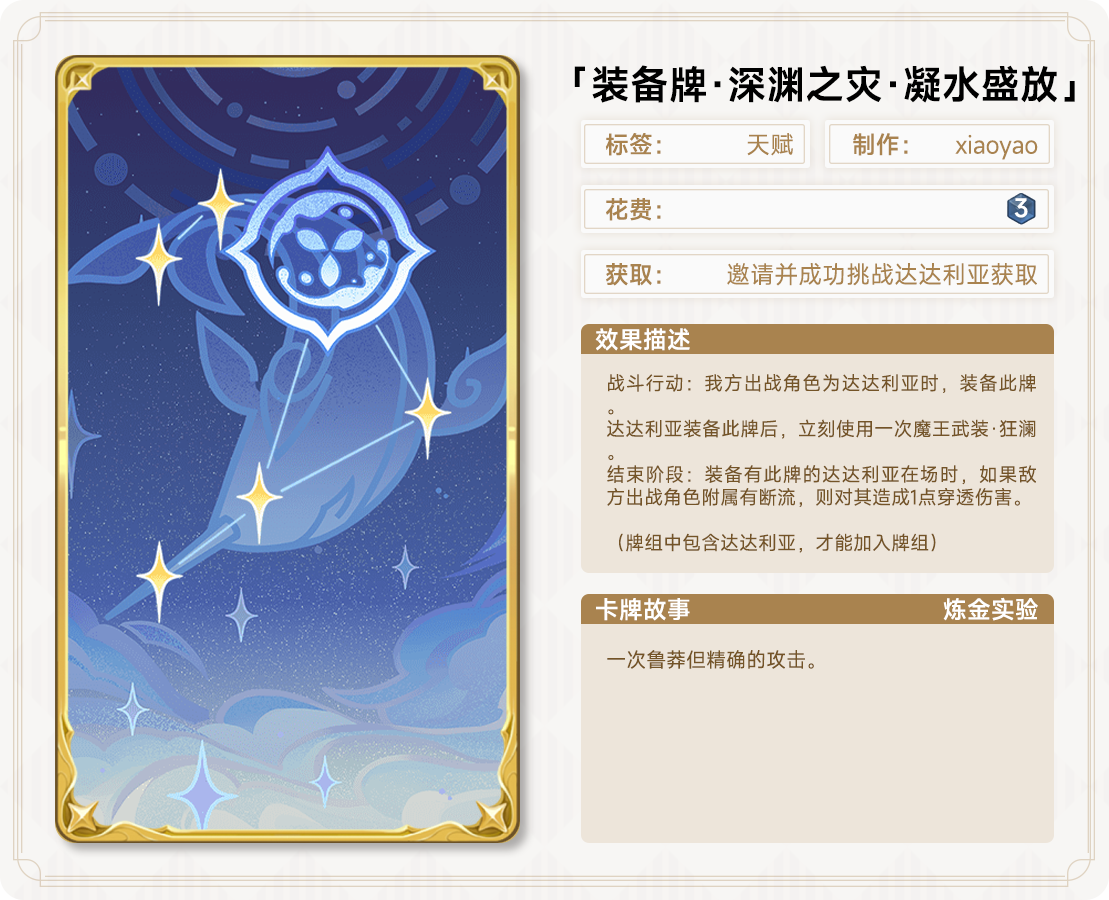 「装备牌·深渊之灾·凝水盛放」
标签： 天赋
制作： xiaoyao
花费： 3
获取： 邀请并成功挑战达达利亚获取
效果描述
战斗行动：我方出战角色为达达利亚时，装备此牌
。
达达利亚装备此牌后，立刻使用一次魔王武装·狂澜
。
结束阶段：装备有此牌的达达利亚在场时，如果敌
方出战角色附属有断流，则对其造成1点穿透伤害。
（牌组中包含达达利亚，才能加入牌组）
卡牌故事 炼金实验
一次鲁莽但精确的攻击。